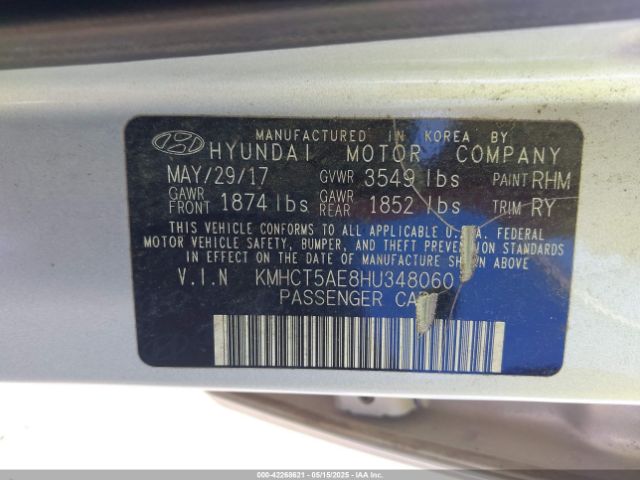 MANUFACTURED IN KOREA BY
HYUNDAI MOTOR COMPANY
MAY/29/17 GVWR 3549 lbs PAINT RHM
GAWR FRONT 1874 lbs GAWR REAR 1852 lbs TRIM RY
THIS VEHICLE CONFORMS TO ALL APPLICABLE U.S.A. FEDERAL
MOTOR VEHICLE SAFETY, BUMPER, AND THEFT PREVENTION STANDARDS
IN EFFECT ON THE DATE OF MANUFACTURE SHOWN ABOVE
V.I.N KMHCT5AE8HU348060
PASSENGER CAR
000-42268621 - 05/15/2025 - IAAI.COM